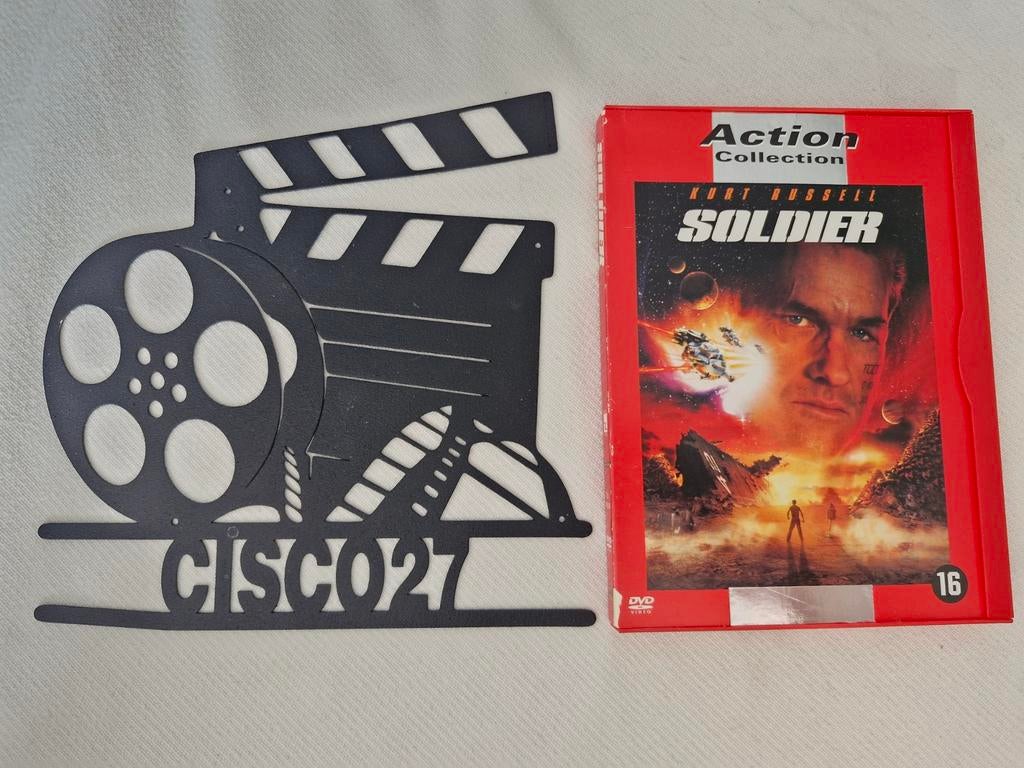 CISCO27
Action
Collection
KURT RUSSELL
SOLDIER
DVD
VIDEO
16